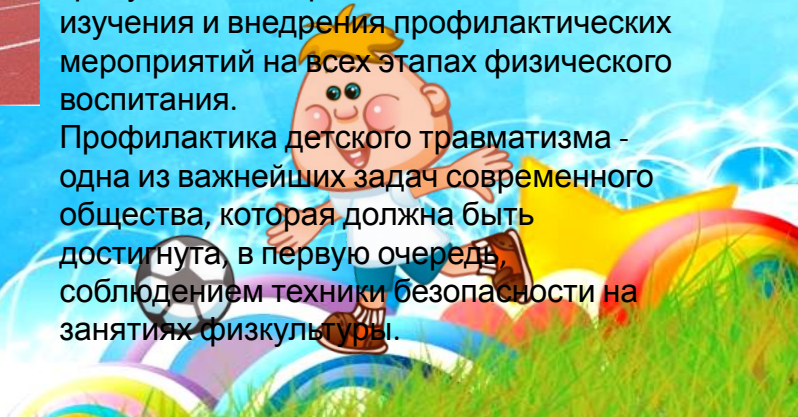 изучения и внедрения профилактических
мероприятий на всех этапах физического
воспитания.
Профилактика детского травматизма -
одна из важнейших задач современного
общества, которая должна быть
достигнута, в первую очередь,
соблюдением техники безопасности на
занятиях физкультуры.